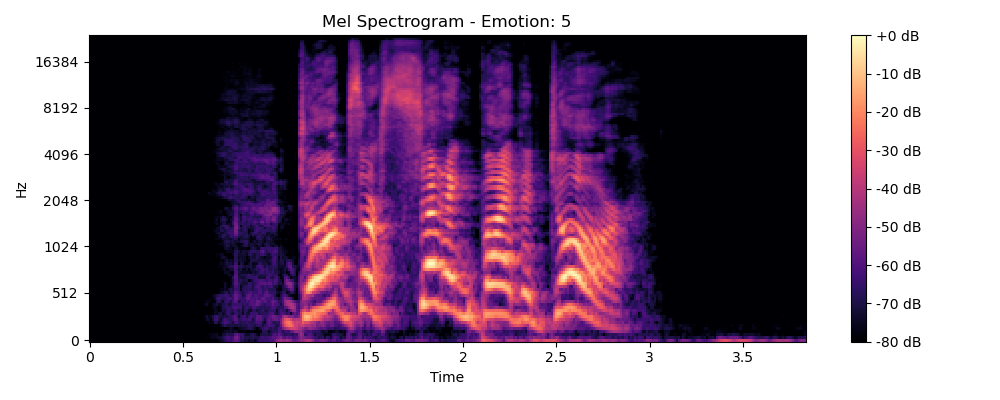 Mel Spectrogram - Emotion: 5
Hz
16384
8192
4096
2048
1024
512
0
0 0.5 1 1.5 2 2.5 3 3.5
Time
+0 dB
-10 dB
-20 dB
-30 dB
-40 dB
-50 dB
-60 dB
-70 dB
-80 dB